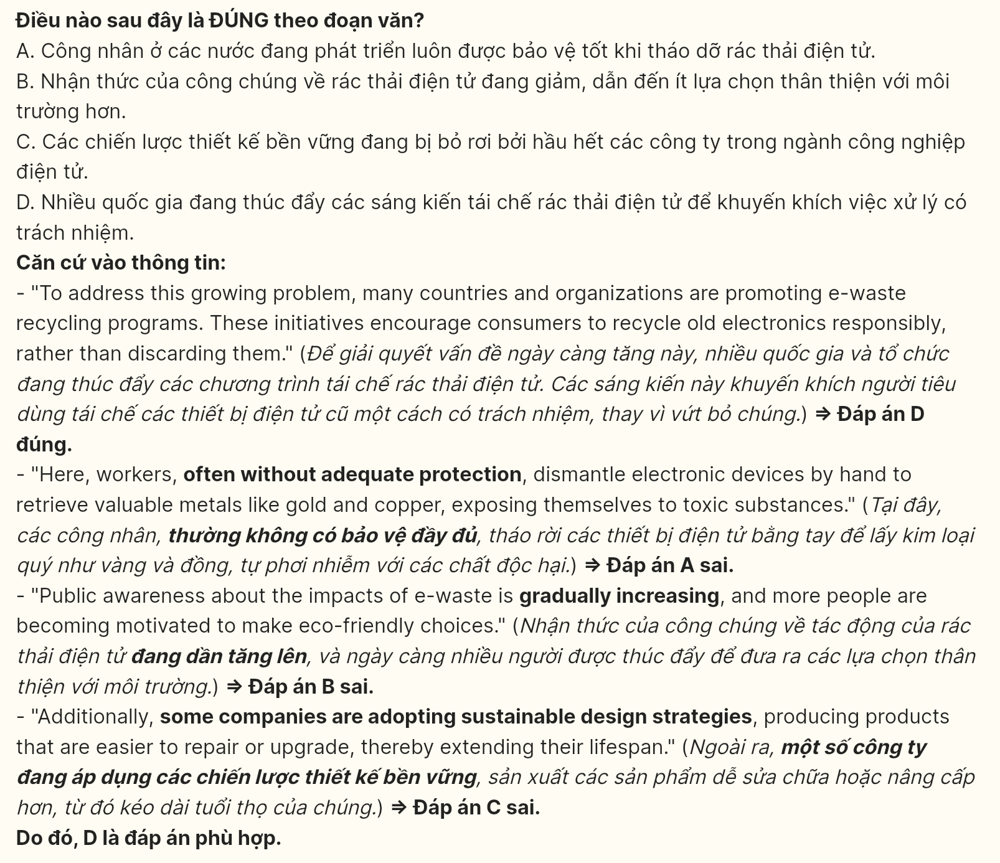 Điều nào sau đây là ĐÚNG theo đoạn văn?
A. Công nhân ở các nước đang phát triển luôn được bảo vệ tốt khi tháo dỡ rác thải điện tử.
B. Nhận thức của công chúng về rác thải điện tử đang giảm, dẫn đến ít lựa chọn thân thiện với môi
trường hơn.
C. Các chiến lược thiết kế bền vững đang bị bỏ rơi bởi hầu hết các công ty trong ngành công nghiệp
điện tử.
D. Nhiều quốc gia đang thúc đẩy các sáng kiến tái chế rác thải điện tử để khuyến khích việc xử lý có
trách nhiệm.
Căn cứ vào thông tin:
- "To address this growing problem, many countries and organizations are promoting e-waste
recycling programs. These initiatives encourage consumers to recycle old electronics responsibly,
rather than discarding them." (Để giải quyết vấn đề ngày càng tăng này, nhiều quốc gia và tổ chức
đang thúc đẩy các chương trình tái chế rác thải điện tử. Các sáng kiến này khuyến khích người tiêu
dùng tái chế các thiết bị điện tử cũ một cách có trách nhiệm, thay vì vứt bỏ chúng.) ⇒ Đáp án D
đúng.
- "Here, workers, often without adequate protection, dismantle electronic devices by hand to
retrieve valuable metals like gold and copper, exposing themselves to toxic substances." (Tại đây,
các công nhân, thường không có bảo vệ đầy đủ, tháo rời các thiết bị điện tử bằng tay để lấy kim loại
quý như vàng và đồng, tự phơi nhiễm với các chất độc hại.) ⇒ Đáp án A sai.
- "Public awareness about the impacts of e-waste is gradually increasing, and more people are
becoming motivated to make eco-friendly choices." (Nhận thức của công chúng về tác động của rác
thải điện tử đang dần tăng lên, và ngày càng nhiều người được thúc đẩy để đưa ra các lựa chọn thân
thiện với môi trường.) ⇒ Đáp án B sai.
- "Additionally, some companies are adopting sustainable design strategies, producing products
that are easier to repair or upgrade, thereby extending their lifespan." (Ngoài ra, một số công ty
đang áp dụng các chiến lược thiết kế bền vững, sản xuất các sản phẩm dễ sửa chữa hoặc nâng cấp
hơn, từ đó kéo dài tuổi thọ của chúng.) ⇒ Đáp án C sai.
Do đó, D là đáp án phù hợp.